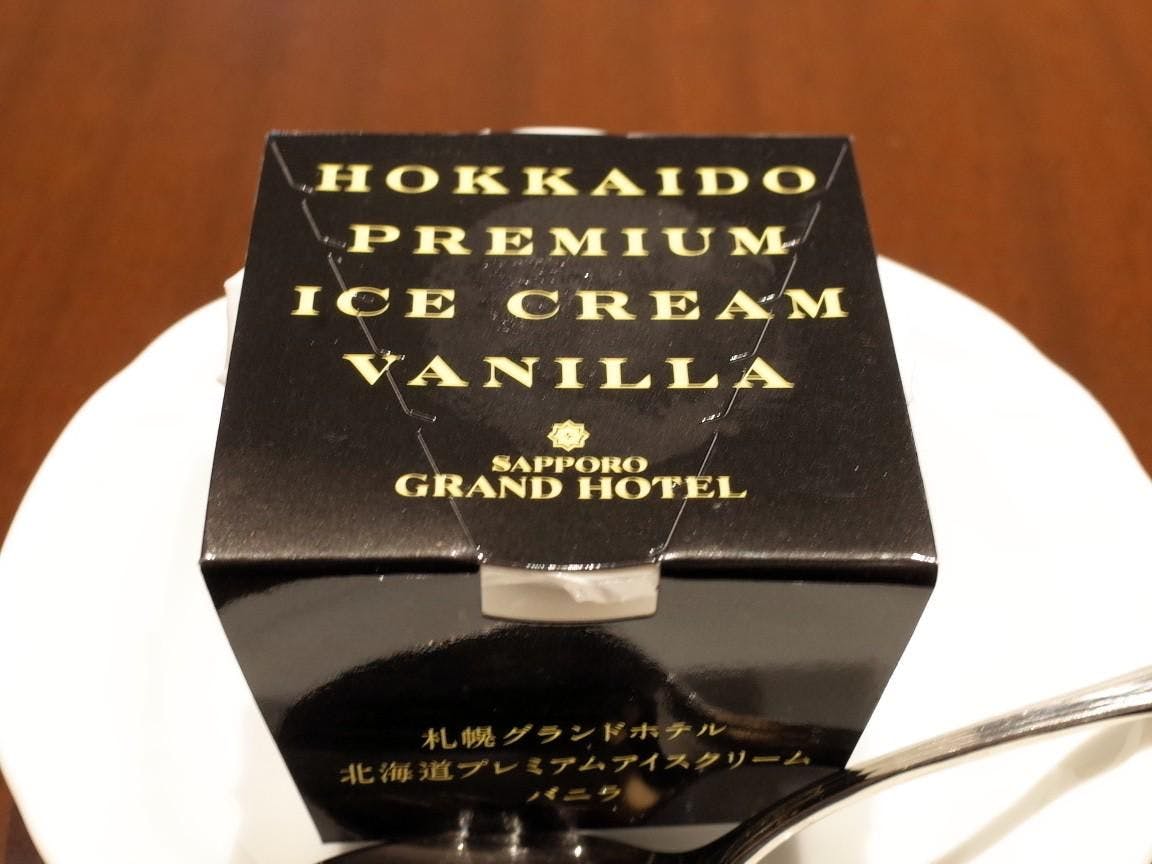 HOKKAIDO
PREMIUM
ICE CREAM
VANILLA
SAPPORO
GRAND HOTEL
札幌グランドホテル
北海道プレミアムアイスクリーム
バニラ